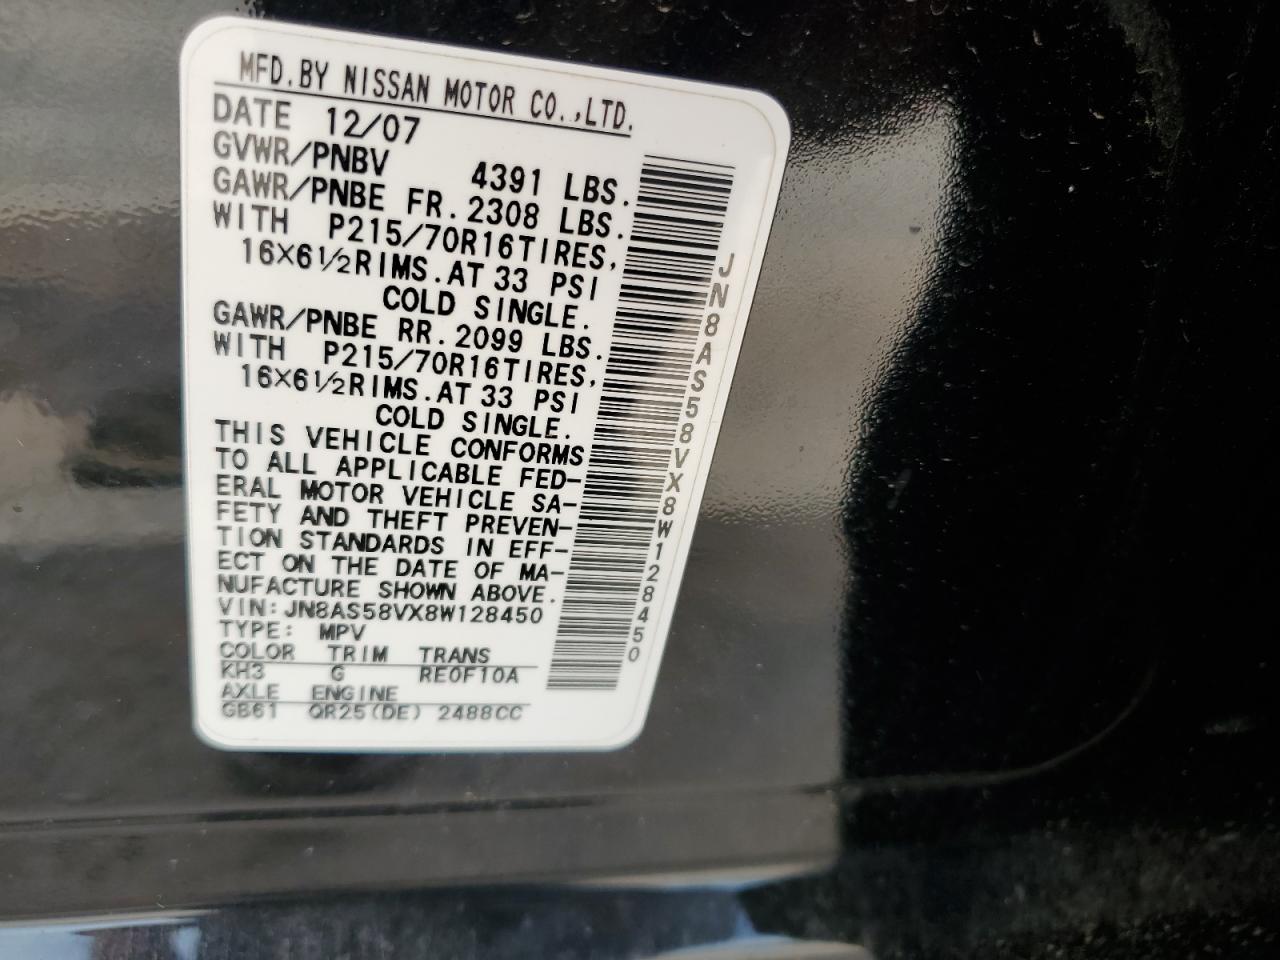 MFD.BY NISSAN MOTOR CO.,LTD.
DATE 12/07
GVWR/PNBV 4391 LBS.
GAWR/PNBE FR.2308 LBS.
WITH P215/70R16TIRES,
16X6½RIMS.AT 33 PSI
COLD SINGLE.
GAWR/PNBE RR.2099 LBS.
WITH P215/70R16TIRES,
16X6½RIMS.AT 33 PSI
COLD SINGLE.
THIS VEHICLE CONFORMS
TO ALL APPLICABLE FED-
ERAL MOTOR VEHICLE SA-
FETY AND THEFT PREVEN-
TION STANDARDS IN EFF-
ECT ON THE DATE OF MA-
NUFACTURE SHOWN ABOVE.
VIN:JN8AS58VX8W128450
TYPE: MPV
COLOR TRIM TRANS
KH3 G RE0F10A
AXLE ENGINE
GB61 QR25(DE) 2488CC
JN8AS58VX8W128450